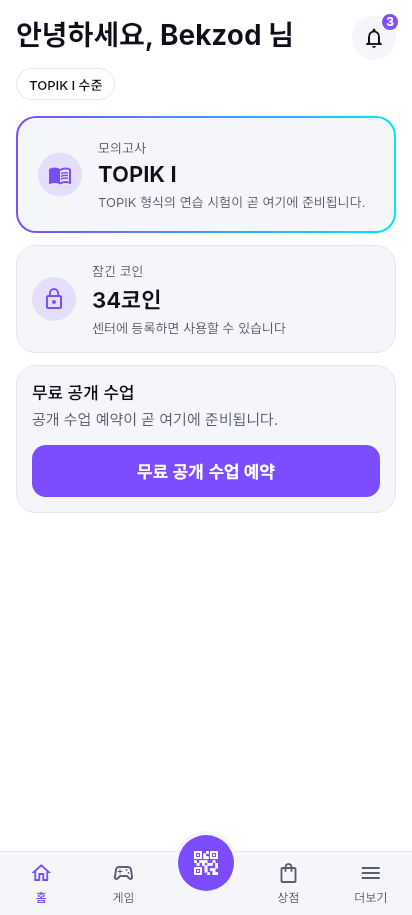 안녕하세요, Bekzod 님
3
TOPIK I 수준
모의고사
TOPIK I
TOPIK 형식의 연습 시험이 곧 여기에 준비됩니다.
잠긴 코인
34코인
센터에 등록하면 사용할 수 있습니다
무료 공개 수업
공개 수업 예약이 곧 여기에 준비됩니다.
무료 공개 수업 예약
홈
게임
상점
더보기